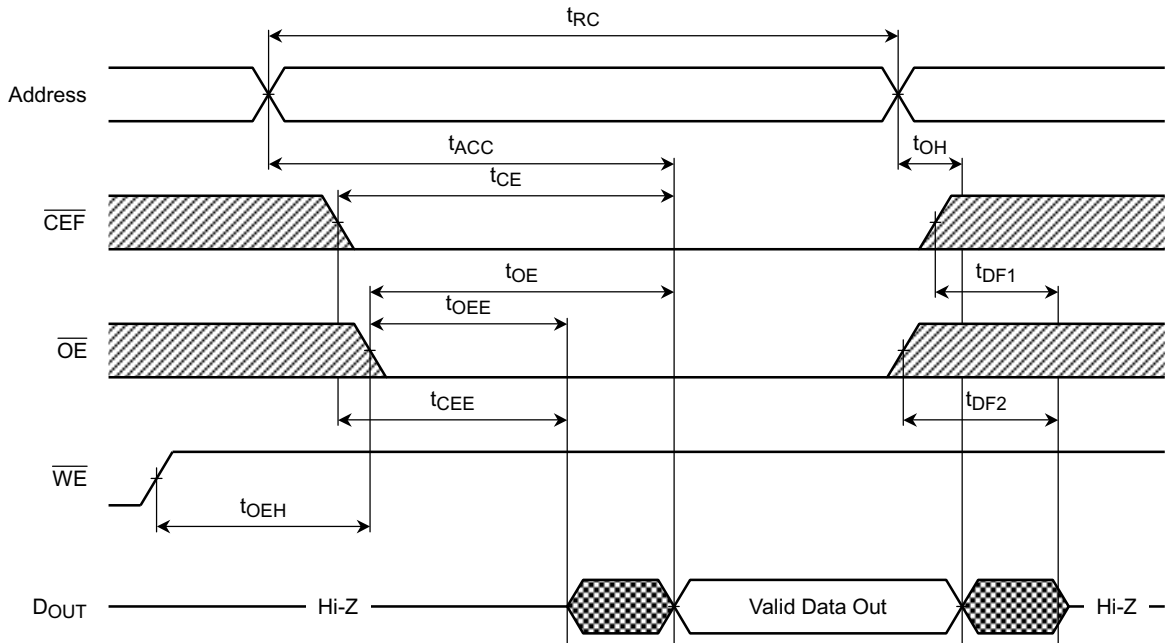 tRC
Address
tACC
tOH
tCE
CEF
tOE
tDF1
tOEE
OE
tCEE
tDF2
WE
tOEH
DOUT
Hi-Z
Valid Data Out
Hi-Z